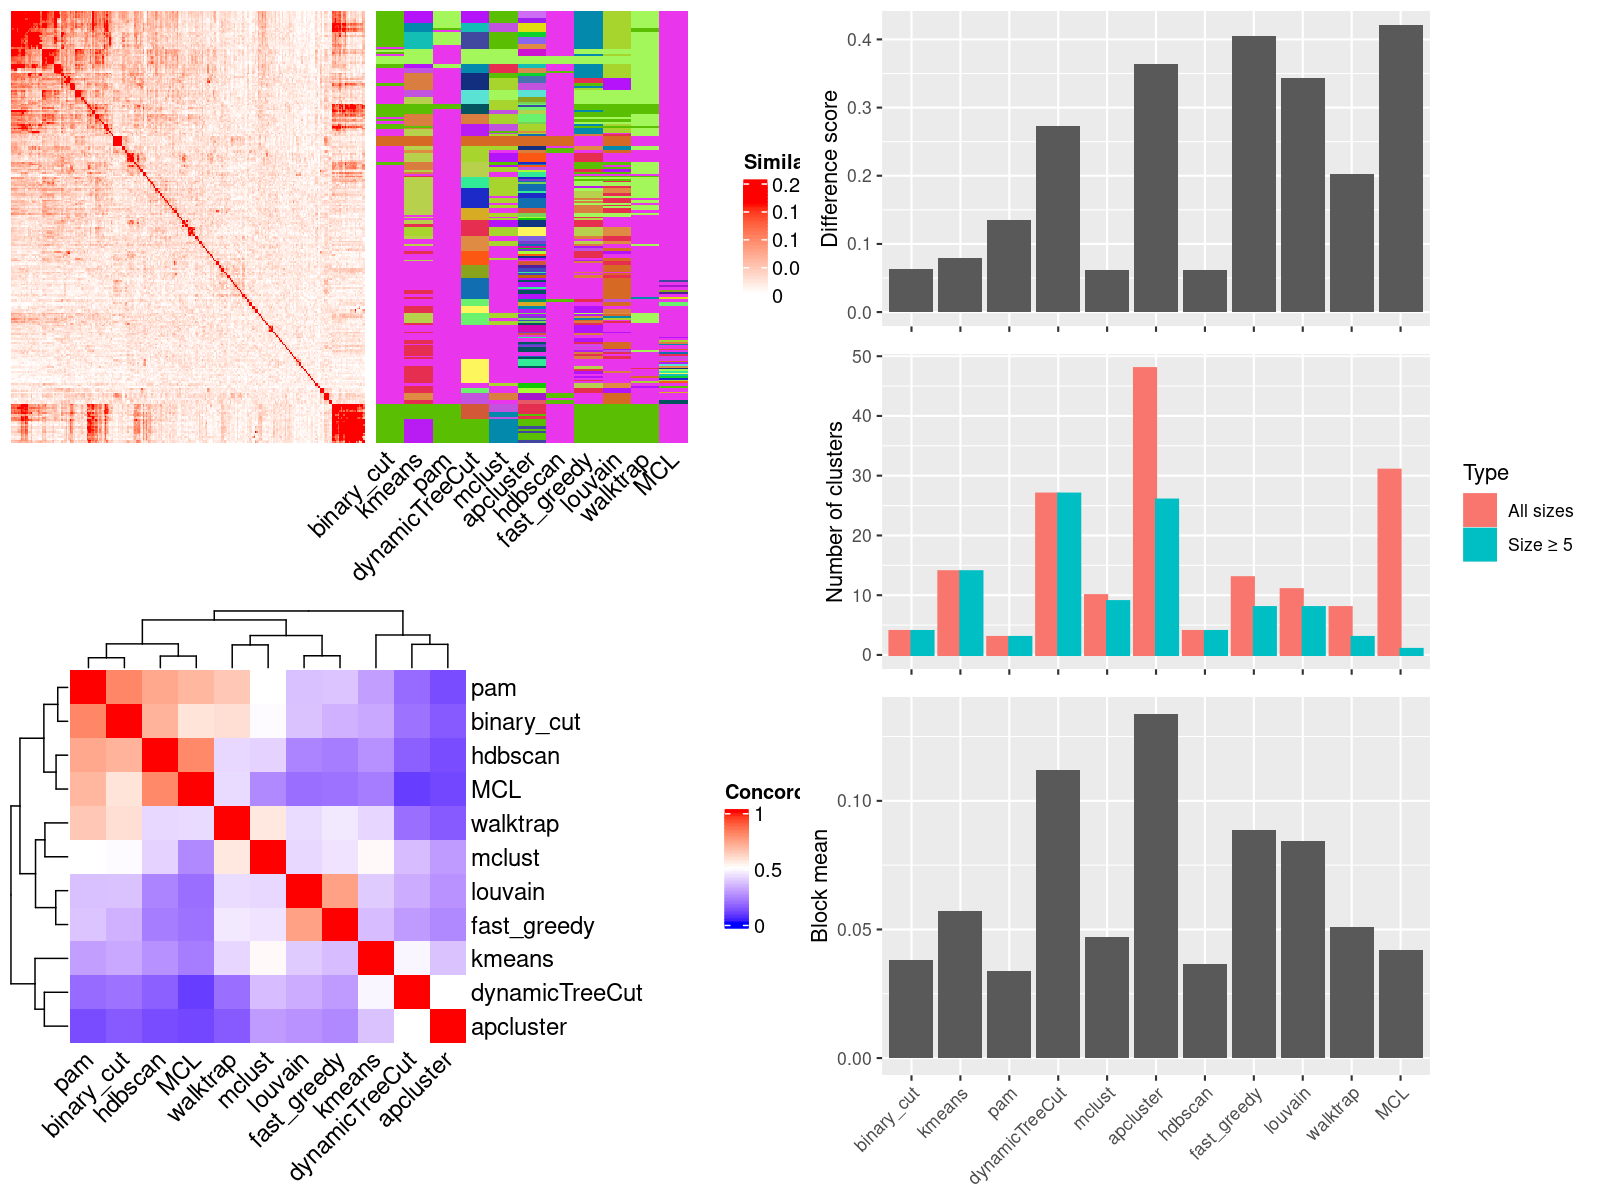 Simila
0.2
0.1
0.1
0.0
0
binary_cut
kmeans
pam
dynamicTreeCut
mclust
apcluster
hdbscan
fast_greedy
louvain
walktrap
MCL
pam
binary_cut
hdbscan
MCL
walktrap
mclust
louvain
fast_greedy
kmeans
dynamicTreeCut
apcluster
pam
binary_cut
hdbscan
MCL
walktrap
mclust
louvain
fast_greedy
kmeans
dynamicTreeCut
apcluster
Concord
1
0.5
0
Difference score
0.4
0.3
0.2
0.1
0.0
Number of clusters
50
40
30
20
10
0
Type
All sizes
Size ≥ 5
Block mean
0.10
0.05
0.00
binary_cut
kmeans
pam
dynamicTreeCut
mclust
apcluster
hdbscan
fast_greedy
louvain
walktrap
MCL